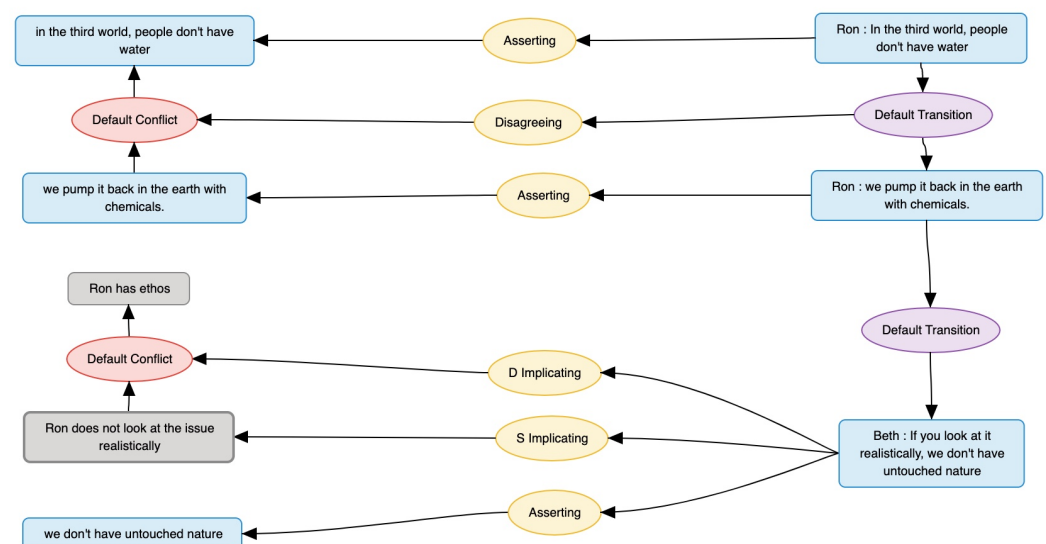 in the third world, people don't have
water
Asserting
Ron : In the third world, people
don't have water
Default Conflict
Disagreeing
Default Transition
we pump it back in the earth with
chemicals.
Asserting
Ron : we pump it back in the earth
with chemicals.
Ron has ethos
Default Transition
Default Conflict
D Implicating
Ron does not look at the issue
realistically
S Implicating
Beth : If you look at it
realistically, we don't have
untouched nature
Asserting
we don't have untouched nature